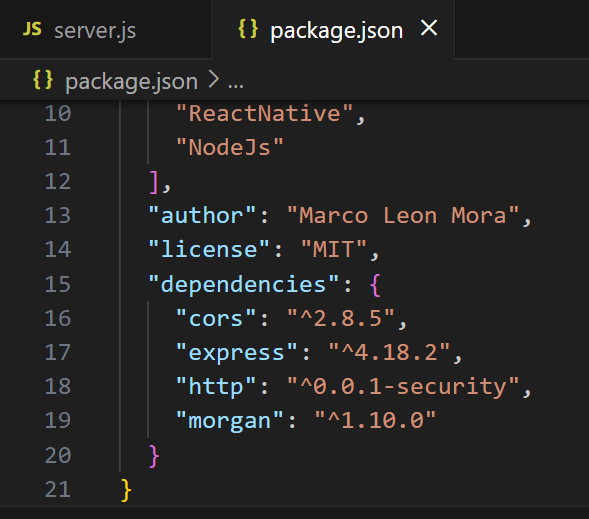 JS server.js
{} package.json ×
{} package.json > ...
10 "ReactNative",
11 "NodeJs"
12 ],
13 "author": "Marco Leon Mora",
14 "license": "MIT",
15 "dependencies": {
16 "cors": "^2.8.5",
17 "express": "^4.18.2",
18 "http": "^0.0.1-security",
19 "morgan": "^1.10.0"
20 }
21 }